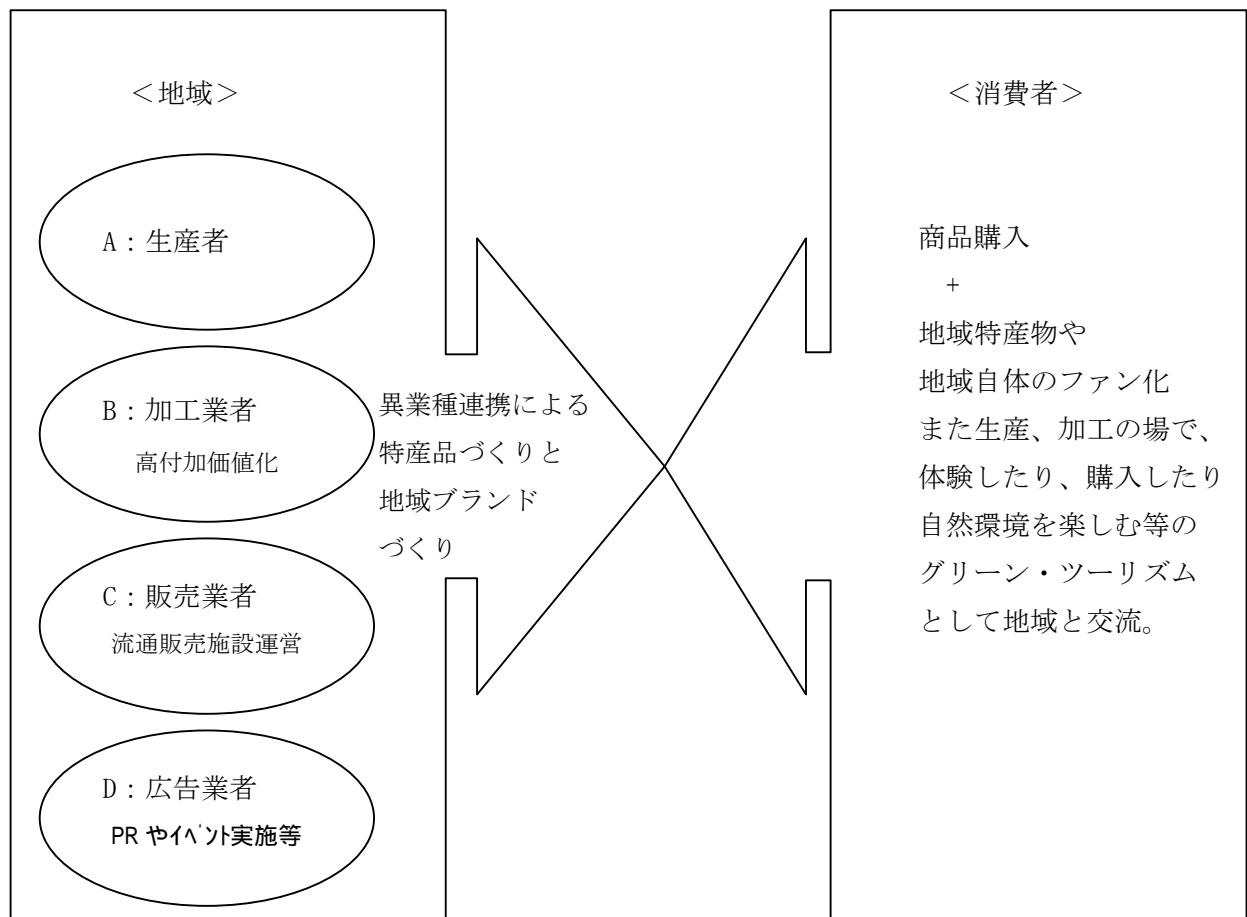 ＜地域＞
A：生産者
B：加工業者
高付加価値化
C：販売業者
流通販売施設運営
D：広告業者
PRやｲﾍﾞﾝﾄ実施等
異業種連携による
特産品づくりと
地域ブランド
づくり
＜消費者＞
商品購入
+
地域特産物や
地域自体のファン化
また生産、加工の場で、
体験したり、購入したり
自然環境を楽しむ等の
グリーン・ツーリズム
として地域と交流。